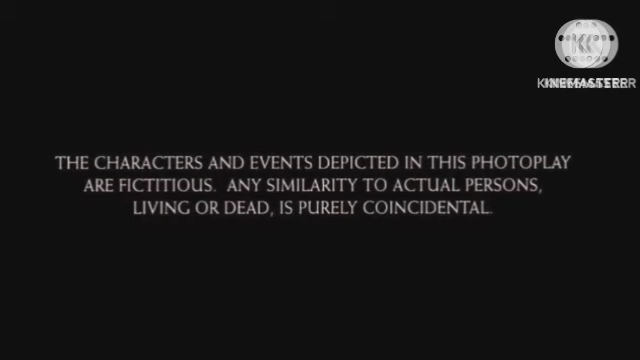 KINEMASTER
THE CHARACTERS AND EVENTS DEPICTED IN THIS PHOTOPLAY
ARE FICTITIOUS. ANY SIMILARITY TO ACTUAL PERSONS,
LIVING OR DEAD, IS PURELY COINCIDENTAL.